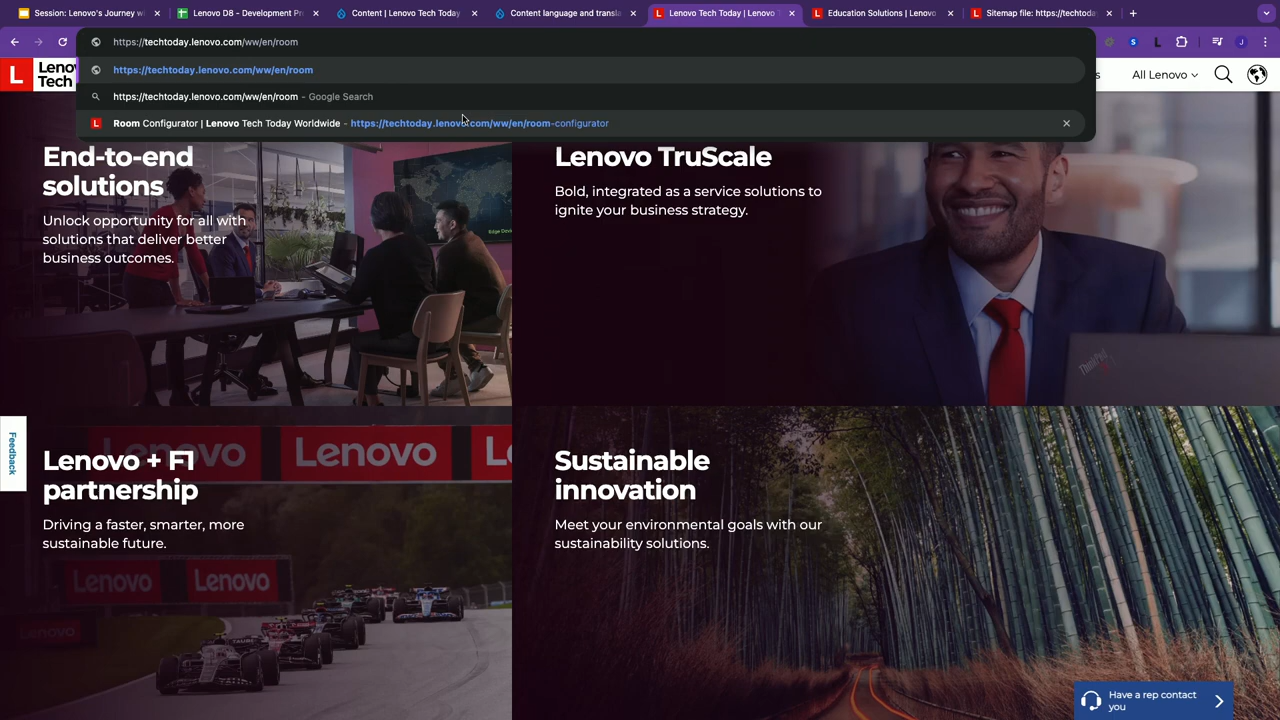 Session: Lenovo's Journey wi
Lenovo D8 - Development Pr
Content | Lenovo Tech Today
Content language and transla
Lenovo Tech Today | Lenovo T
Education Solutions | Lenovo
Sitemap file: https://techtoda
https://techtoday.lenovo.com/ww/en/room
https://techtoday.lenovo.com/ww/en/room
https://techtoday.lenovo.com/ww/en/room - Google Search
Room Configurator | Lenovo Tech Today Worldwide - https://techtoday.lenovo.com/ww/en/room-configurator
L
Leno
Tech
s
All Lenovo
End-to-end
solutions
Unlock opportunity for all with
solutions that deliver better
business outcomes.
Lenovo TruScale
Bold, integrated as a service solutions to
ignite your business strategy.
ThinkPad
Feedback
Lenovo + F1
partnership
Driving a faster, smarter, more
sustainable future.
Lenovo
Lenovo
Lenovo
Lenovo
Sustainable
innovation
Meet your environmental goals with our
sustainability solutions.
Have a rep contact
you